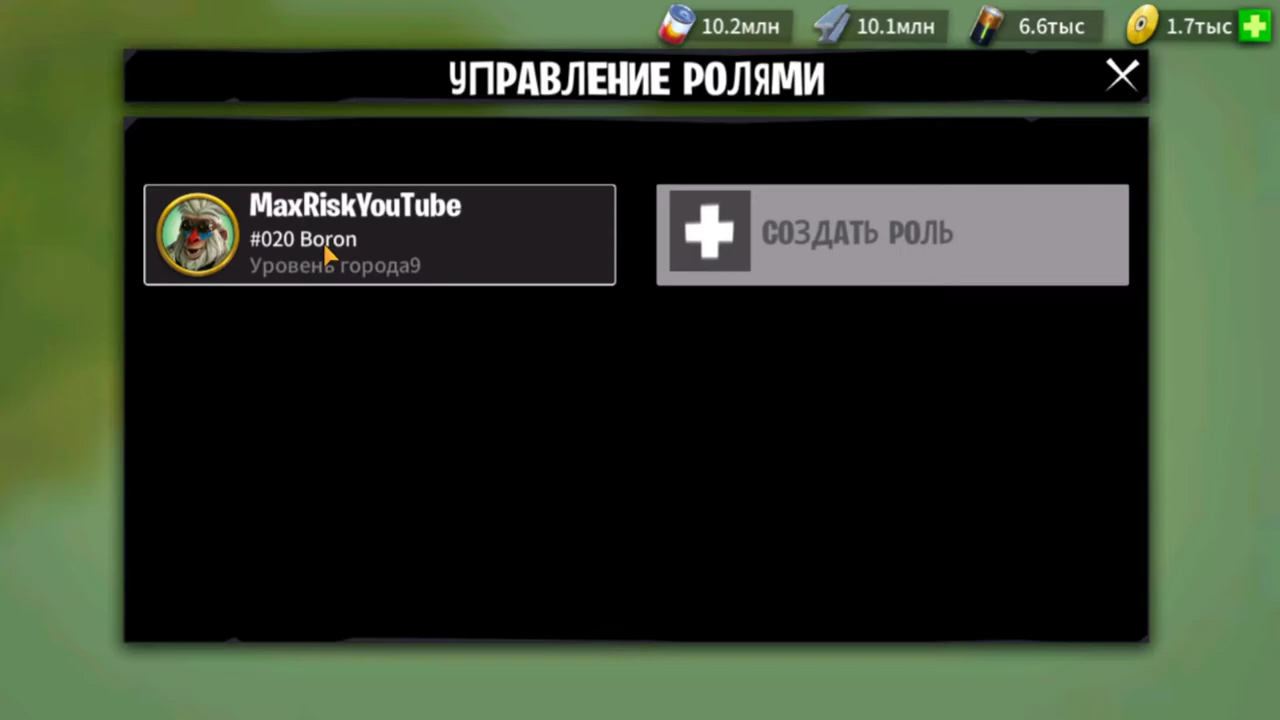 10.2млн 10.1млн 6.6тыс 1.7тыс
УПРАВЛЕНИЕ РОЛЯМИ
MaxRiskYouTube
#020 Boron
Уровень города9
СОЗДАТЬ РОЛЬ